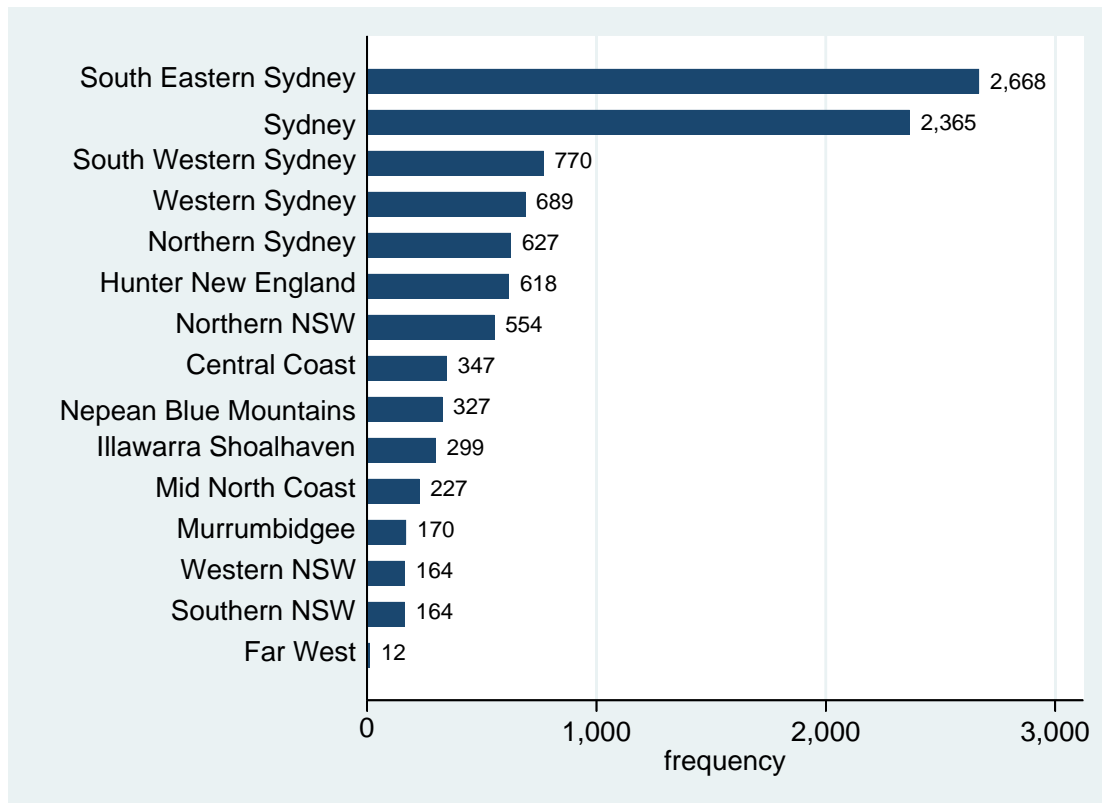 South Eastern Sydney 2,668
Sydney 2,365
South Western Sydney 770
Western Sydney 689
Northern Sydney 627
Hunter New England 618
Northern NSW 554
Central Coast 347
Nepean Blue Mountains 327
Illawarra Shoalhaven 299
Mid North Coast 227
Murrumbidgee 170
Western NSW 164
Southern NSW 164
Far West 12
0 1,000 2,000 3,000
frequency